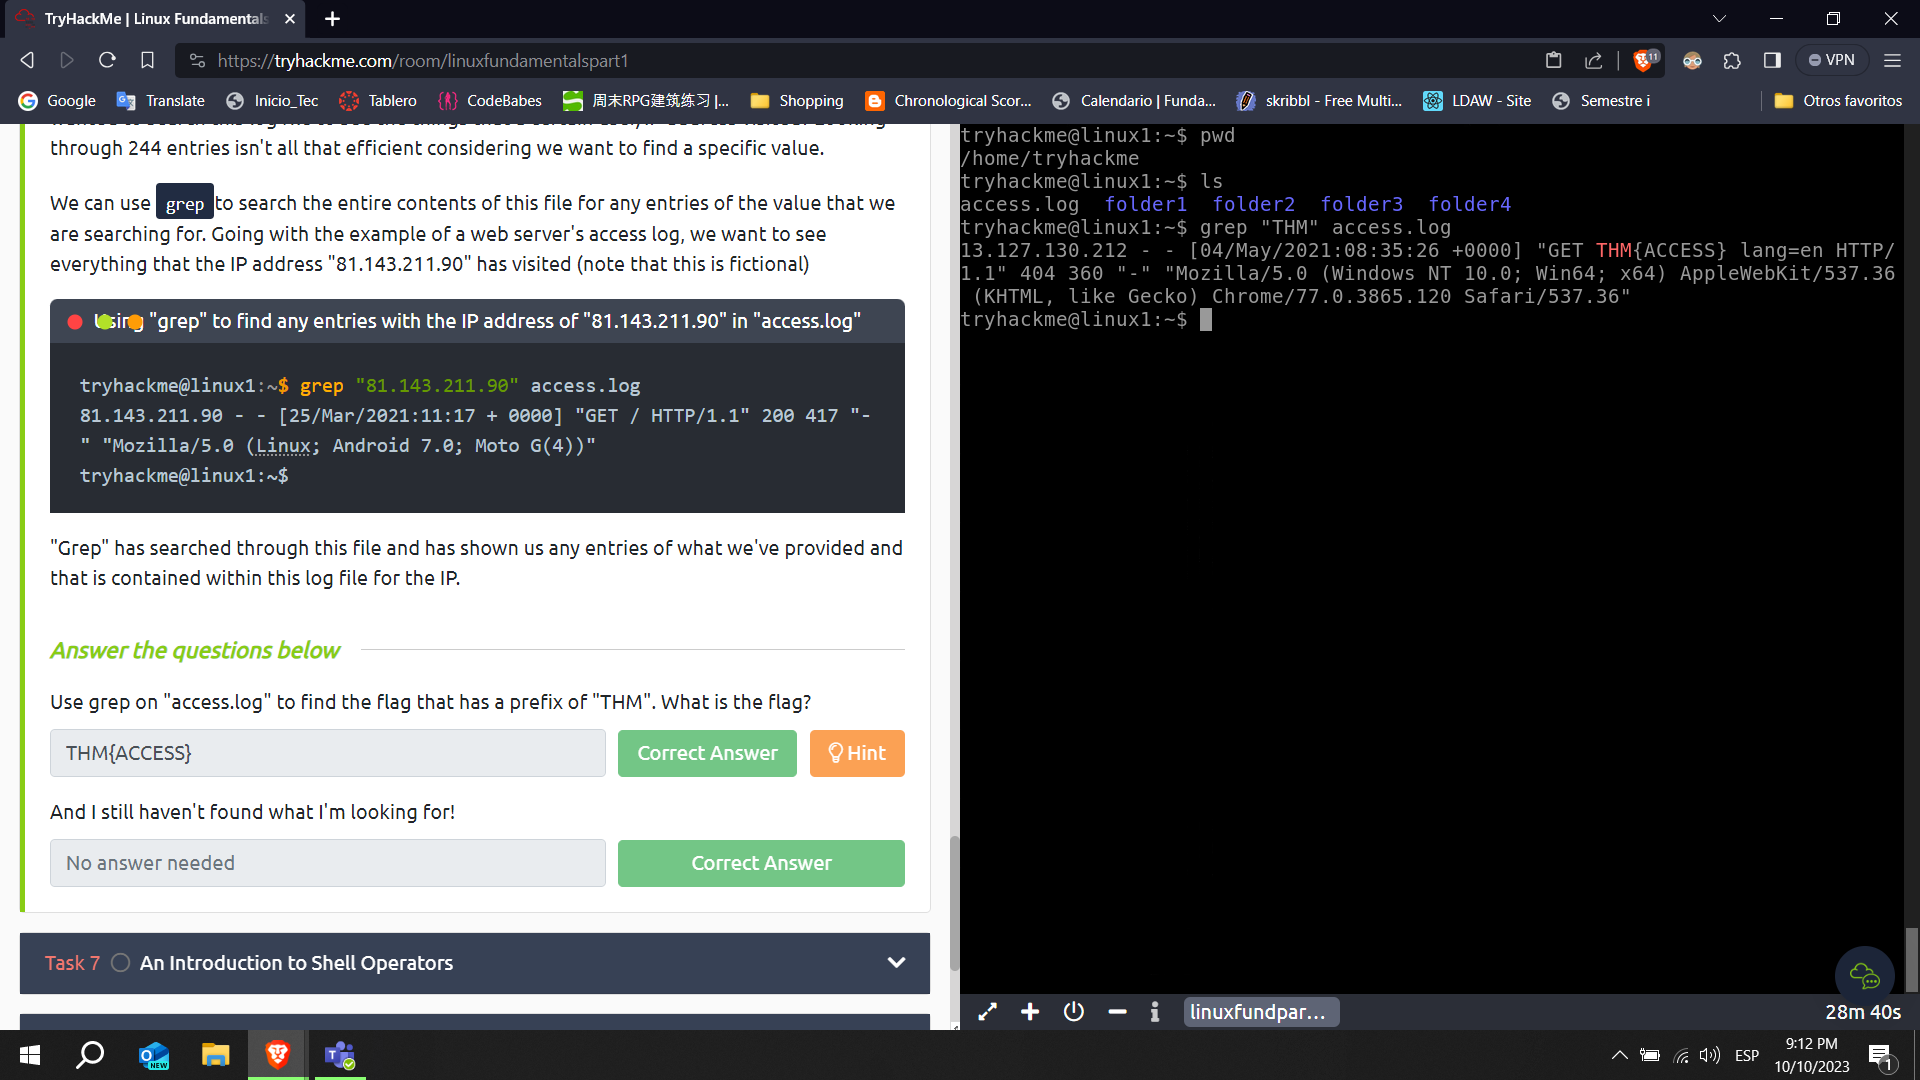 TryHackMe | Linux Fundamentals
https://tryhackme.com/room/linuxfundamentalspart1
11
VPN
Google
Translate
Inicio_Tec
Tablero
CodeBabes
周末RPG建筑练习 |...
Shopping
Chronological Scor...
Calendario | Funda...
skribbl - Free Multi...
LDAW - Site
Semestre i
Otros favoritos
through 244 entries isn't all that efficient considering we want to find a specific value.
We can use grep to search the entire contents of this file for any entries of the value that we
are searching for. Going with the example of a web server's access log, we want to see
everything that the IP address "81.143.211.90" has visited (note that this is fictional)
Using "grep" to find any entries with the IP address of "81.143.211.90" in "access.log"
tryhackme@linux1:~$ grep "81.143.211.90" access.log
81.143.211.90 - - [25/Mar/2021:11:17 + 0000] "GET / HTTP/1.1" 200 417 "-
" "Mozilla/5.0 (Linux; Android 7.0; Moto G(4))"
tryhackme@linux1:~$
"Grep" has searched through this file and has shown us any entries of what we've provided and
that is contained within this log file for the IP.
Answer the questions below
Use grep on "access.log" to find the flag that has a prefix of "THM". What is the flag?
THM{ACCESS}
Correct Answer
Hint
And I still haven't found what I'm looking for!
No answer needed
Correct Answer
Task 7
An Introduction to Shell Operators
tryhackme@linux1:~$ pwd
/home/tryhackme
tryhackme@linux1:~$ ls
access.log folder1 folder2 folder3 folder4
tryhackme@linux1:~$ grep "THM" access.log
13.127.130.212 - - [04/May/2021:08:35:26 +0000] "GET THM{ACCESS} lang=en HTTP/
1.1" 404 360 "-" "Mozilla/5.0 (Windows NT 10.0; Win64; x64) AppleWebKit/537.36
(KHTML, like Gecko) Chrome/77.0.3865.120 Safari/537.36"
tryhackme@linux1:~$
linuxfundpar...
28m 40s
NEW
ESP
9:12 PM
10/10/2023
1